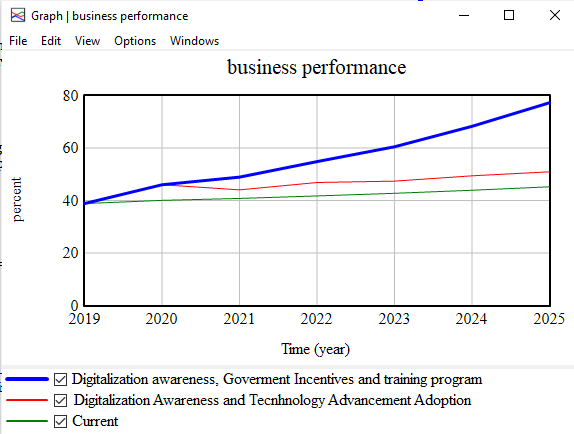 Graph | business performance
File Edit View Options Windows
business performance
80
60
40
20
0
percent
2019 2020 2021 2022 2023 2024 2025
Time (year)
Digitalization awareness, Goverment Incentives and training program
Digitalization Awareness and Tecnhnology Advancement Adoption
Current